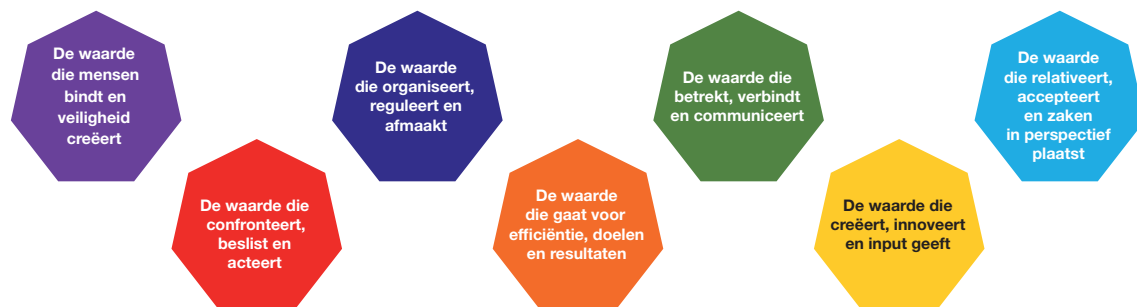 De waarde
die mensen
bindt en
veiligheid
creëert
De waarde die
confronteert,
beslist en
acteert
De waarde
die organiseert,
reguleert en
afmaakt
De waarde
die gaat voor
efficiëntie, doelen
en resultaten
De waarde die
betrekt, verbindt
en communiceert
De waarde die
creëert, innoveert
en input geeft
De waarde
die relativeert,
accepteert
en zaken
in perspectief
plaatst